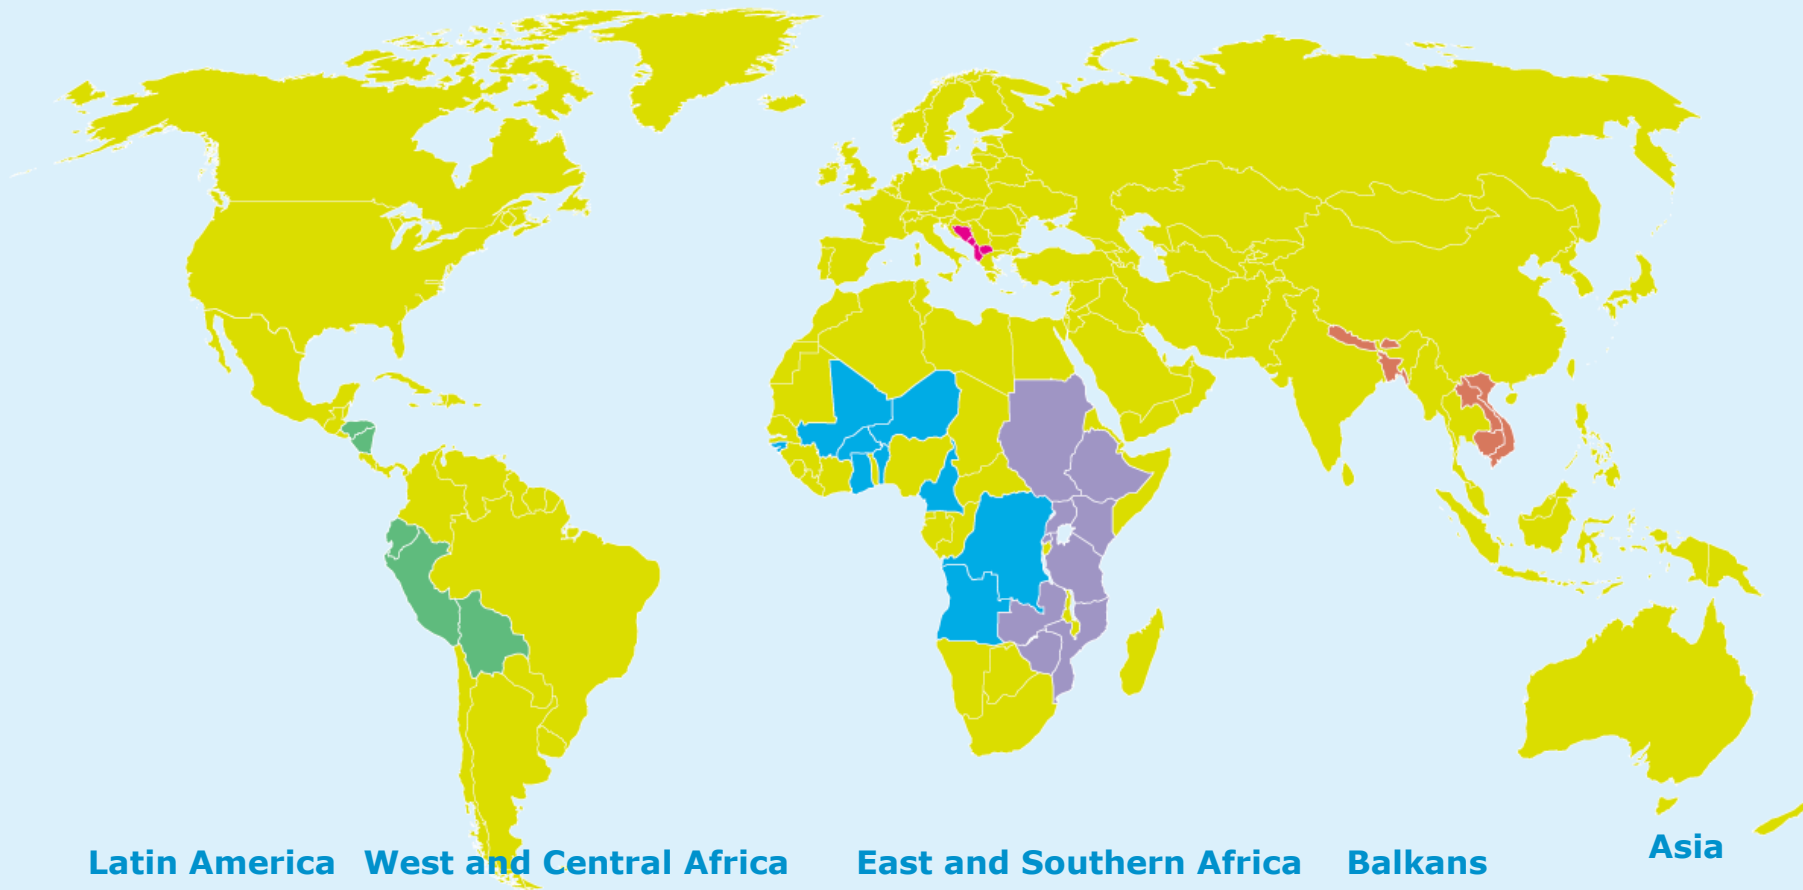 Latin America
West and Central Africa
East and Southern Africa
Balkans
Asia